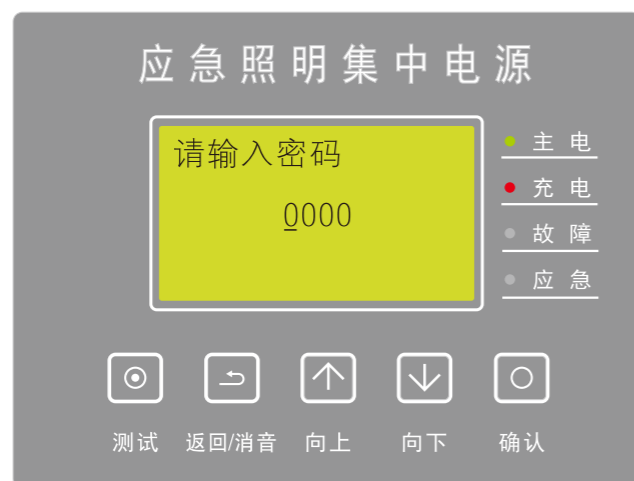 应急照明集中电源
请输入密码
0000
主电
充电
故障
应急
测试 返回/消音 向上 向下 确认